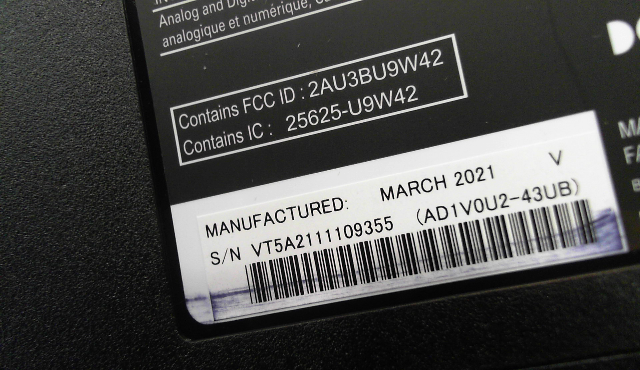 Analog and Digi
analogique et numérique,
Contains FCC ID : 2AU3BU9W42
Contains IC : 25625-U9W42
MANUFACTURED: MARCH 2021 V
S/N VT5A2111109355 (AD1V0U2-43UB)